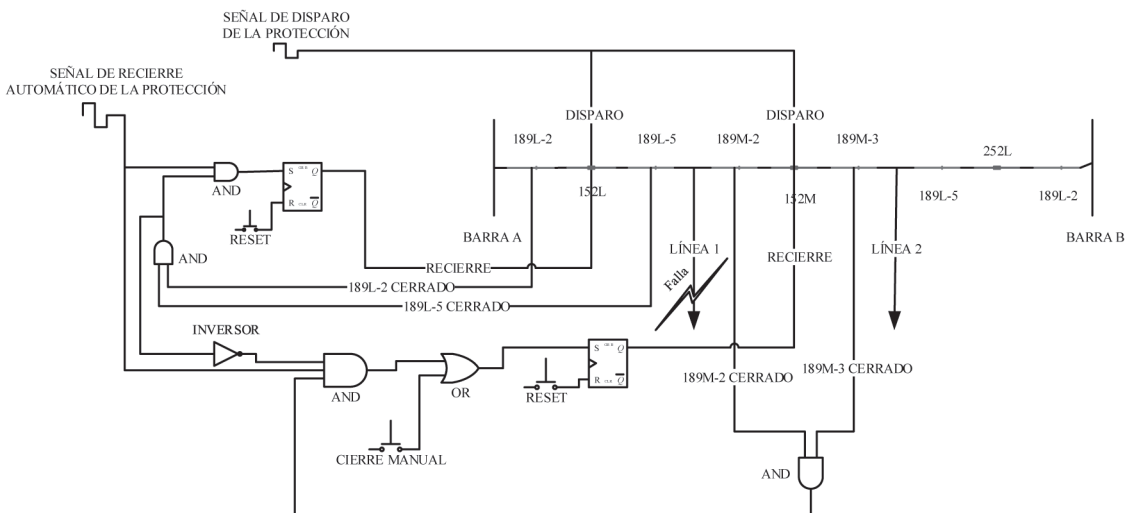 SEÑAL DE DISPARO
DE LA PROTECCIÓN
SEÑAL DE RECIERRE
AUTOMÁTICO DE LA PROTECCIÓN
DISPARO
DISPARO
189L-2
189L-5
189M-2
189M-3
252L
152L
152M
189L-5
189L-2
S
Q
R
Q
AND
RESET
BARRA A
LÍNEA 1
RECIERRE
LÍNEA 2
BARRA B
AND
RECIERRE
189L-2 CERRADO
Falla
189L-5 CERRADO
INVERSOR
S
Q
R
Q
AND
OR
RESET
189M-2 CERRADO
189M-3 CERRADO
CIERRE MANUAL
AND